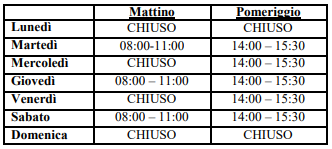 Mattino Pomeriggio
Lunedì CHIUSO CHIUSO
Martedì 08:00-11:00 14:00 – 15:30
Mercoledì CHIUSO 14:00 – 15:30
Giovedì 08:00 – 11:00 14:00 – 15:30
Venerdì CHIUSO 14:00 – 15:30
Sabato 08:00 – 11:00 14:00 – 15:30
Domenica CHIUSO CHIUSO